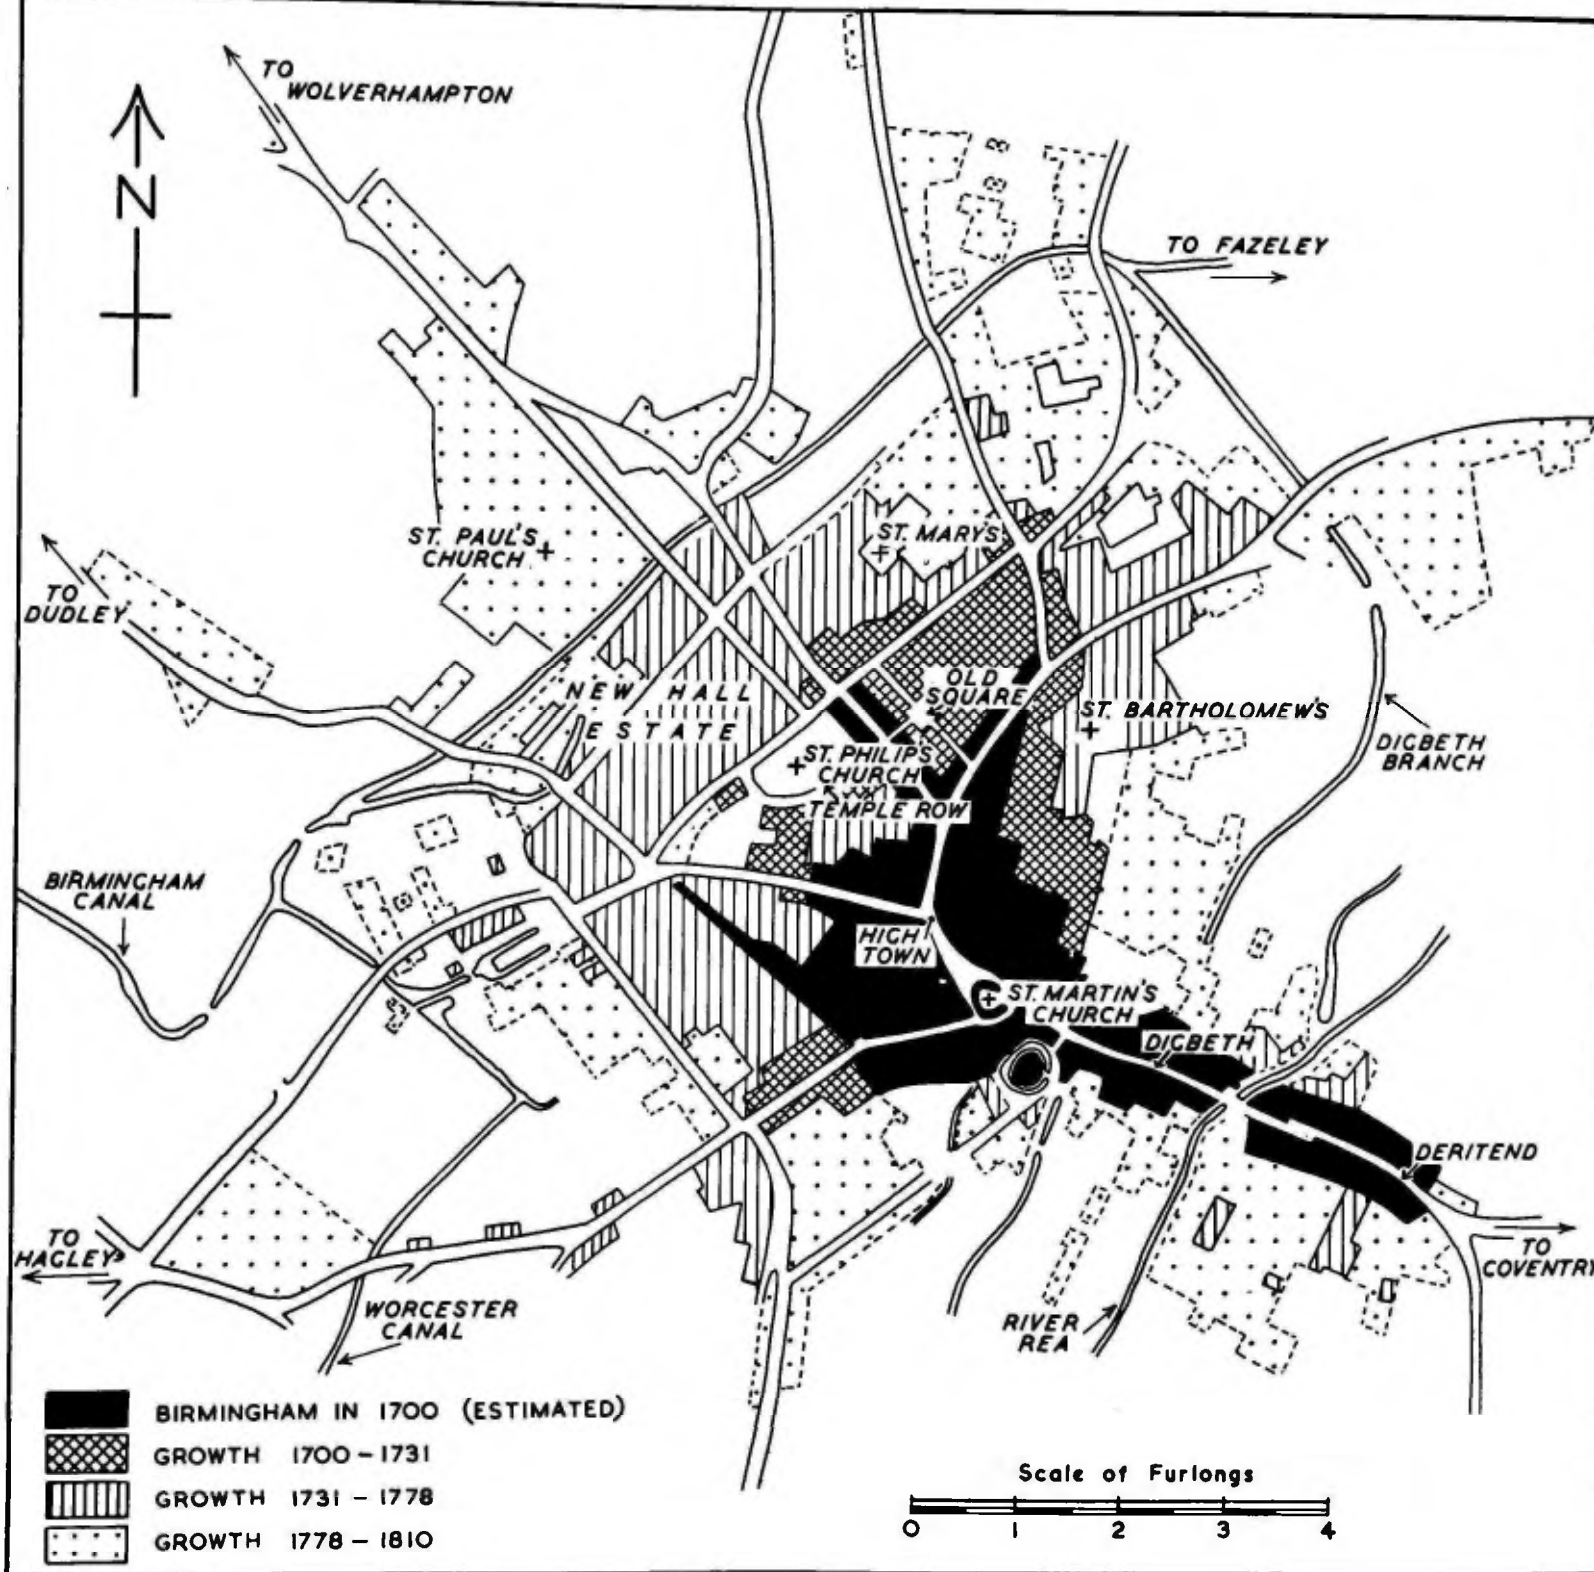 TO
WOLVERHAMPTON
N
TO FAZELEY
ST. PAUL'S
CHURCH
ST. MARY'S
TO
DUDLEY
NEW HALL
ESTATE
OLD
SQUARE
ST. BARTHOLOMEW'S
ST. PHILIPS
CHURCH
TEMPLE ROW
DIGBETH
BRANCH
BIRMINGHAM
CANAL
HIGH
TOWN
ST. MARTIN'S
CHURCH
DIGBETH
DERITEND
TO
HAGLEY
TO
COVENTRY
WORCESTER
CANAL
RIVER
REA
BIRMINGHAM IN 1700 (ESTIMATED)
GROWTH 1700 - 1731
GROWTH 1731 - 1778
GROWTH 1778 - 1810
Scale of Furlongs
0 1 2 3 4